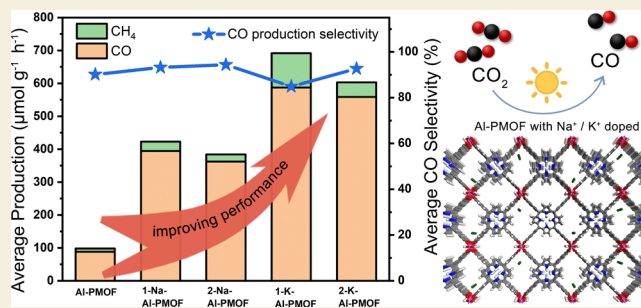 Average Production (μmol g⁻¹ h⁻¹)
800
700
600
500
400
300
200
100
0
CH₄
CO
CO production selectivity
improving performance
Al-PMOF
1-Na-
Al-PMOF
2-Na-
Al-PMOF
1-K-
Al-PMOF
2-K-
Al-PMOF
100
80
60
40
20
0
Average CO Selectivity (%)
CO₂
CO
Al-PMOF with Na⁺ / K⁺ doped